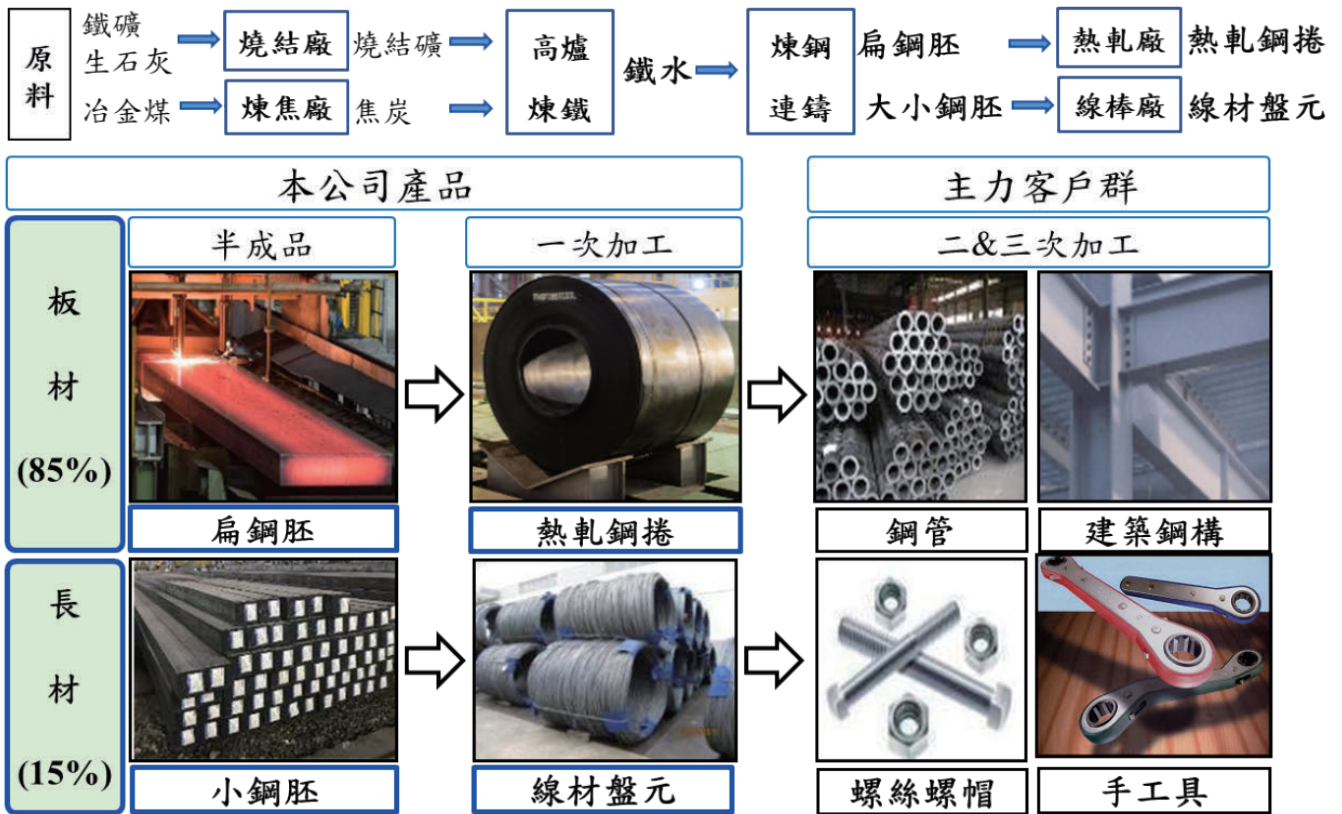 原料
鐵礦
生石灰
冶金煤
燒結廠
煉焦廠
燒結礦
焦炭
高爐
煉鐵
鐵水
煉鋼
連鑄
扁鋼胚
大小鋼胚
熱軋廠
線棒廠
熱軋鋼捲
線材盤元
本公司產品
主力客戶群
半成品
一次加工
二&三次加工
板材
(85%)
扁鋼胚
熱軋鋼捲
鋼管
建築鋼構
長材
(15%)
小鋼胚
線材盤元
螺絲螺帽
手工具